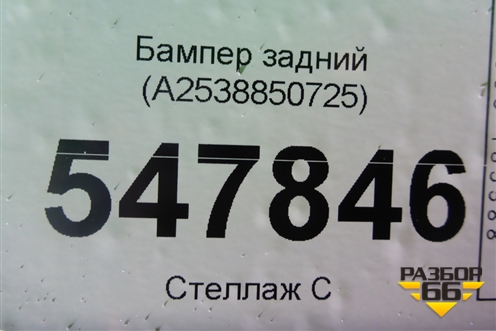 Бампер задний
(A2538850725)
547846
Стеллаж С
РАЗБОР
66